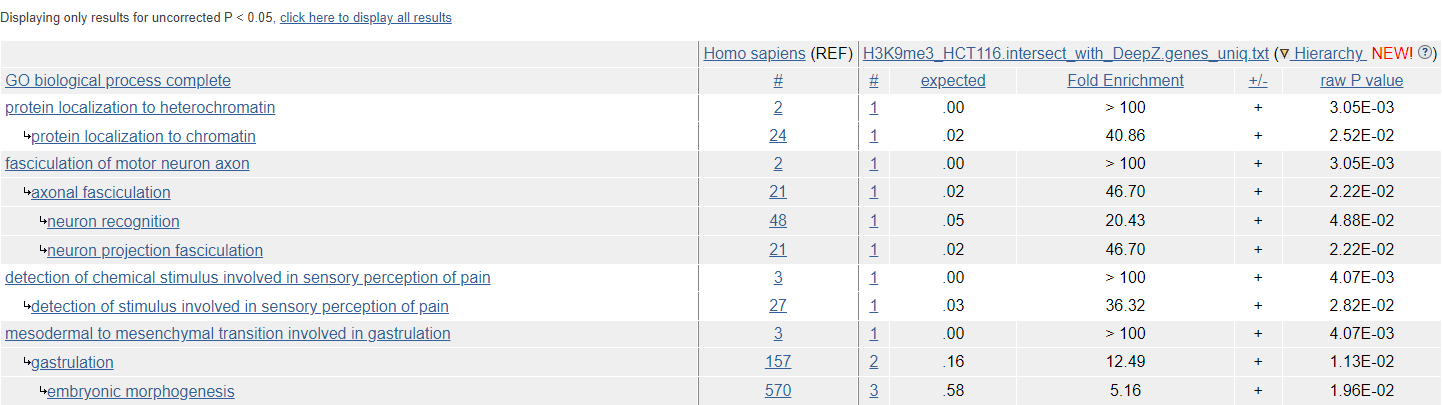 Displaying only results for uncorrected P < 0.05, click here to display all results
Homo sapiens (REF) H3K9me3_HCT116.intersect_with_DeepZ.genes_uniq.txt (▼ Hierarchy NEW! ?)
GO biological process complete # # expected Fold Enrichment +/- raw P value
protein localization to heterochromatin 2 1 .00 > 100 + 3.05E-03
↳protein localization to chromatin 24 1 .02 40.86 + 2.52E-02
fasciculation of motor neuron axon 2 1 .00 > 100 + 3.05E-03
↳axonal fasciculation 21 1 .02 46.70 + 2.22E-02
↳neuron recognition 48 1 .05 20.43 + 4.88E-02
↳neuron projection fasciculation 21 1 .02 46.70 + 2.22E-02
detection of chemical stimulus involved in sensory perception of pain 3 1 .00 > 100 + 4.07E-03
↳detection of stimulus involved in sensory perception of pain 27 1 .03 36.32 + 2.82E-02
mesodermal to mesenchymal transition involved in gastrulation 3 1 .00 > 100 + 4.07E-03
↳gastrulation 157 2 .16 12.49 + 1.13E-02
↳embryonic morphogenesis 570 3 .58 5.16 + 1.96E-02